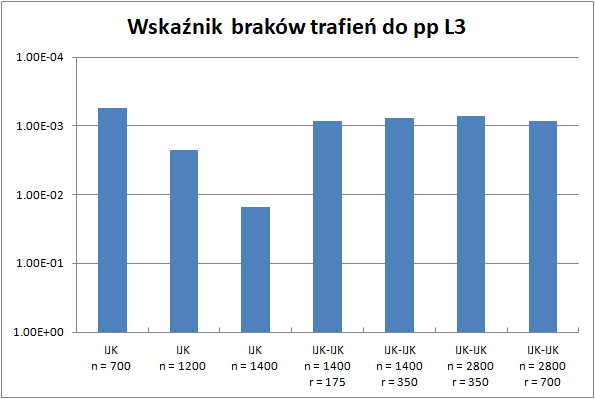 Wskaźnik braków trafień do pp L3
1.00E-04
1.00E-03
1.00E-02
1.00E-01
1.00E+00
IJK
n = 700
IJK
n = 1200
IJK
n = 1400
IJK-IJK
n = 1400
r = 175
IJK-IJK
n = 1400
r = 350
IJK-IJK
n = 2800
r = 350
IJK-IJK
n = 2800
r = 700